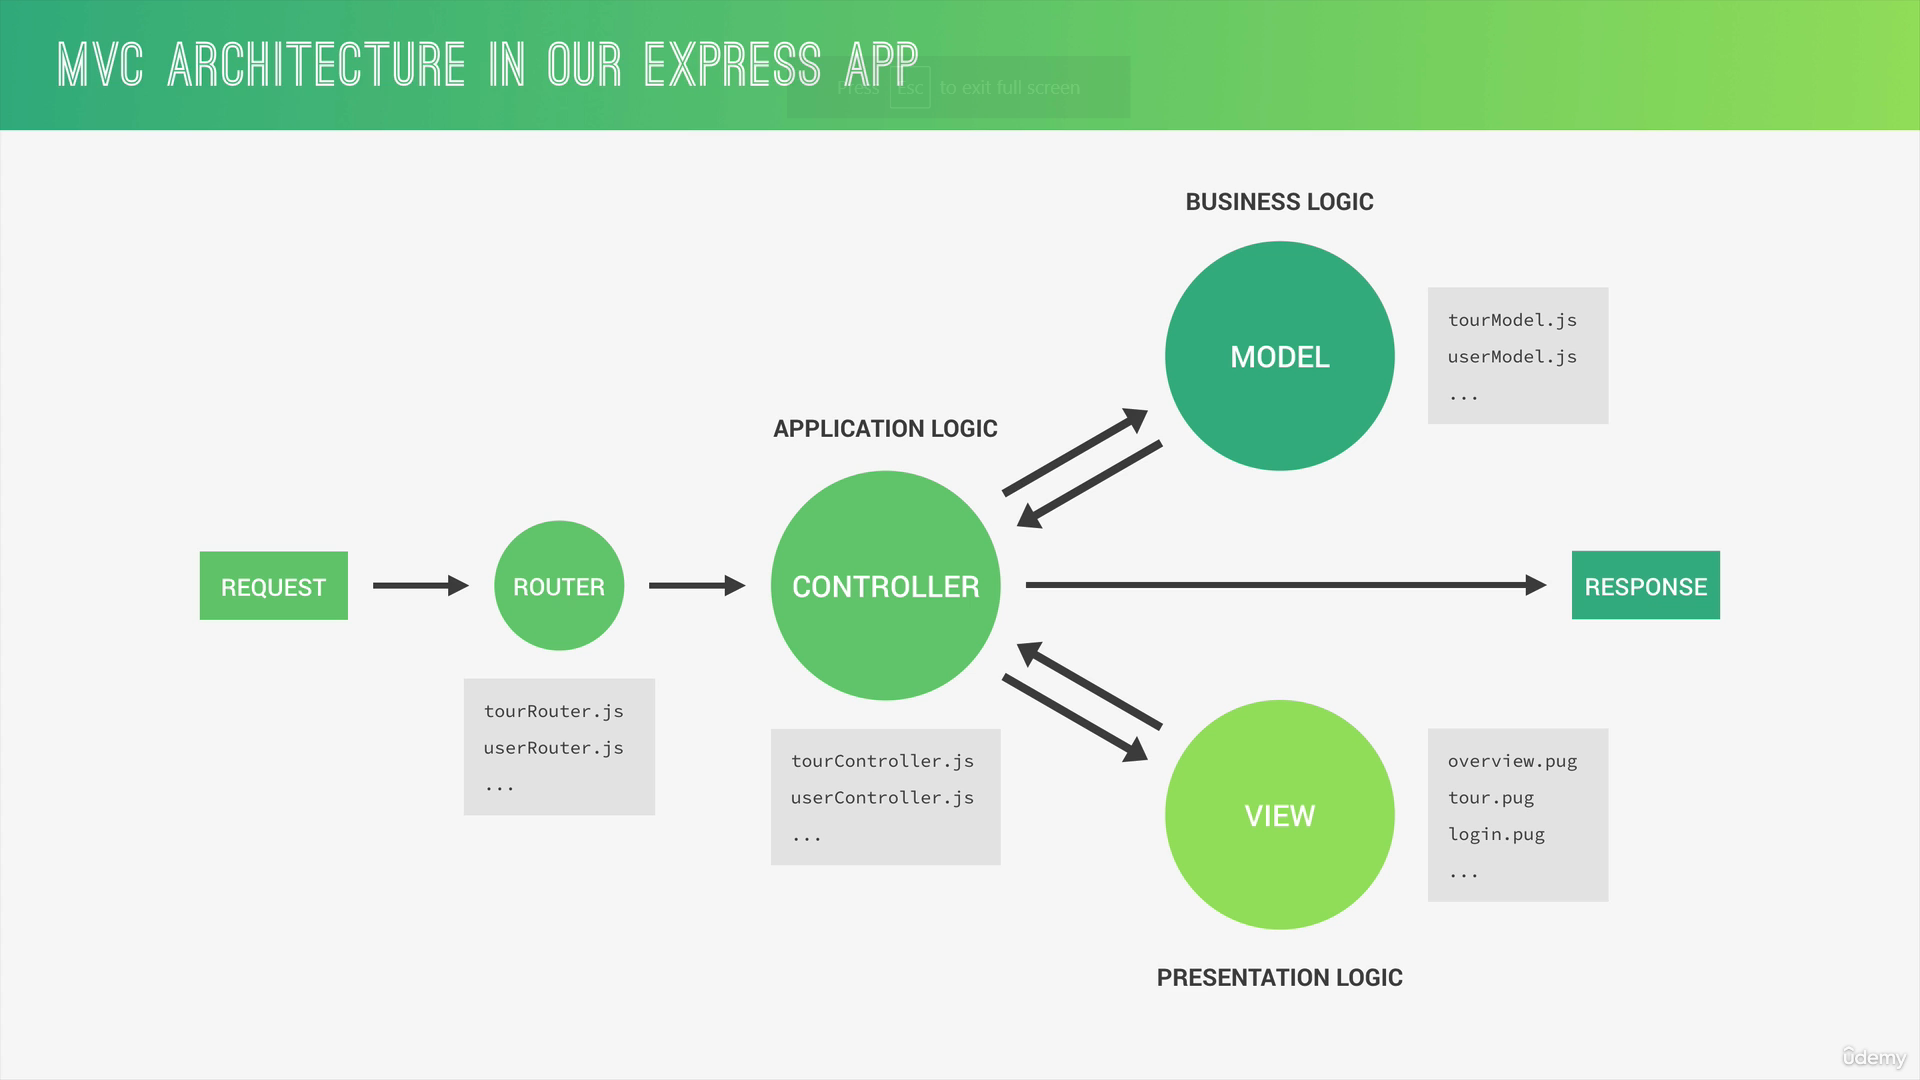 MVC ARCHITECTURE IN OUR EXPRESS APP
Press Esc to exit full screen
BUSINESS LOGIC
MODEL
tourModel.js
userModel.js
...
APPLICATION LOGIC
REQUEST
ROUTER
CONTROLLER
RESPONSE
tourRouter.js
userRouter.js
...
tourController.js
userController.js
...
VIEW
overview.pug
tour.pug
login.pug
...
PRESENTATION LOGIC
ûdemy